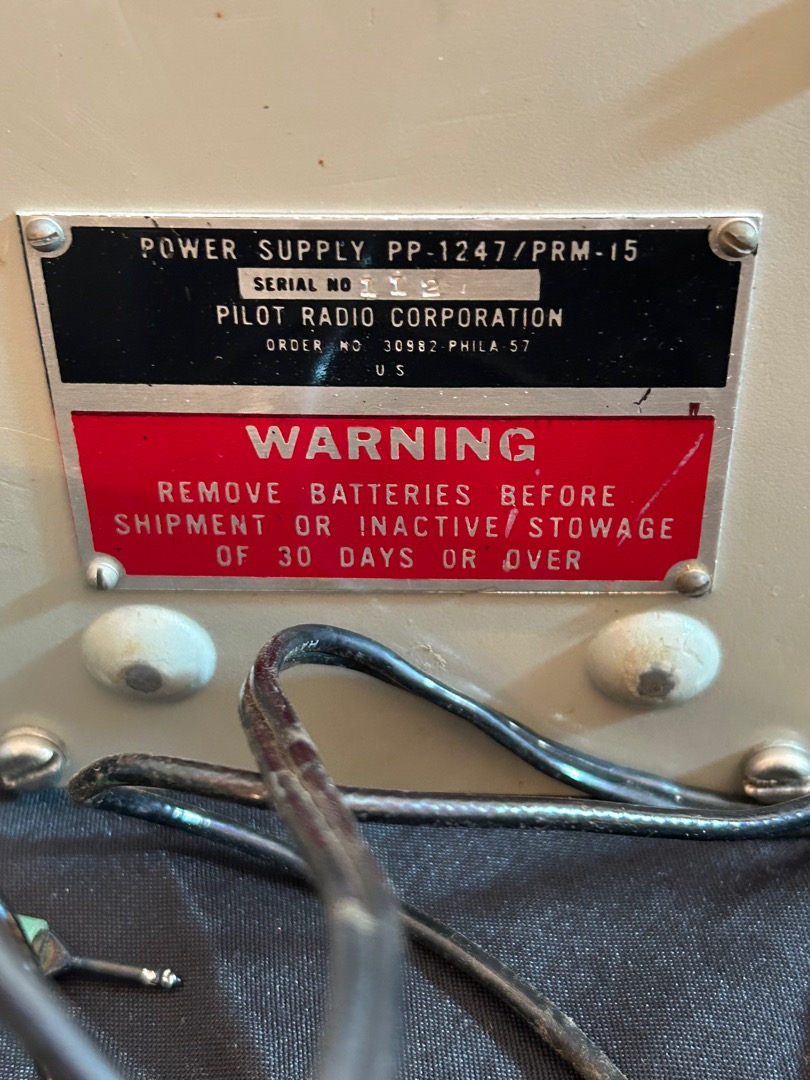 POWER SUPPLY PP-1247/PRM-15
SERIAL NO
PILOT RADIO CORPORATION
ORDER NO. 30982-PHILA-57
U S
WARNING
REMOVE BATTERIES BEFORE
SHIPMENT OR INACTIVE STOWAGE
OF 30 DAYS OR OVER